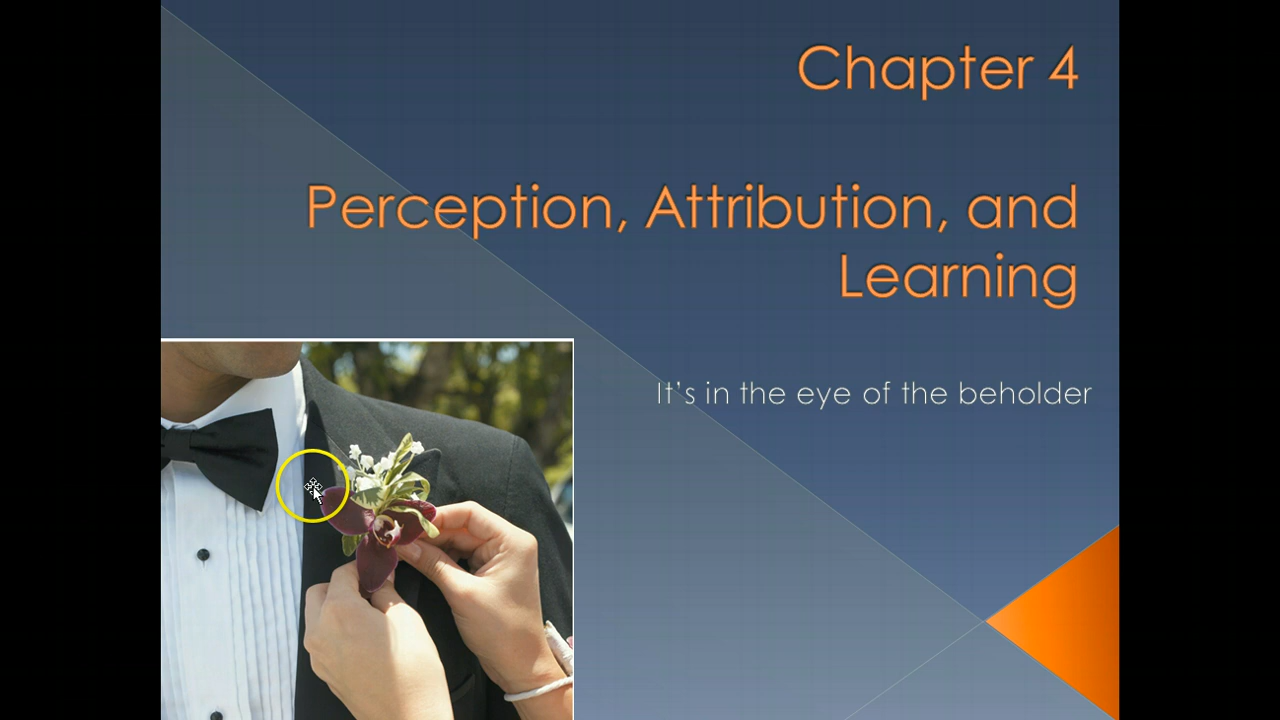 Chapter 4
Perception, Attribution, and
Learning
It’s in the eye of the beholder